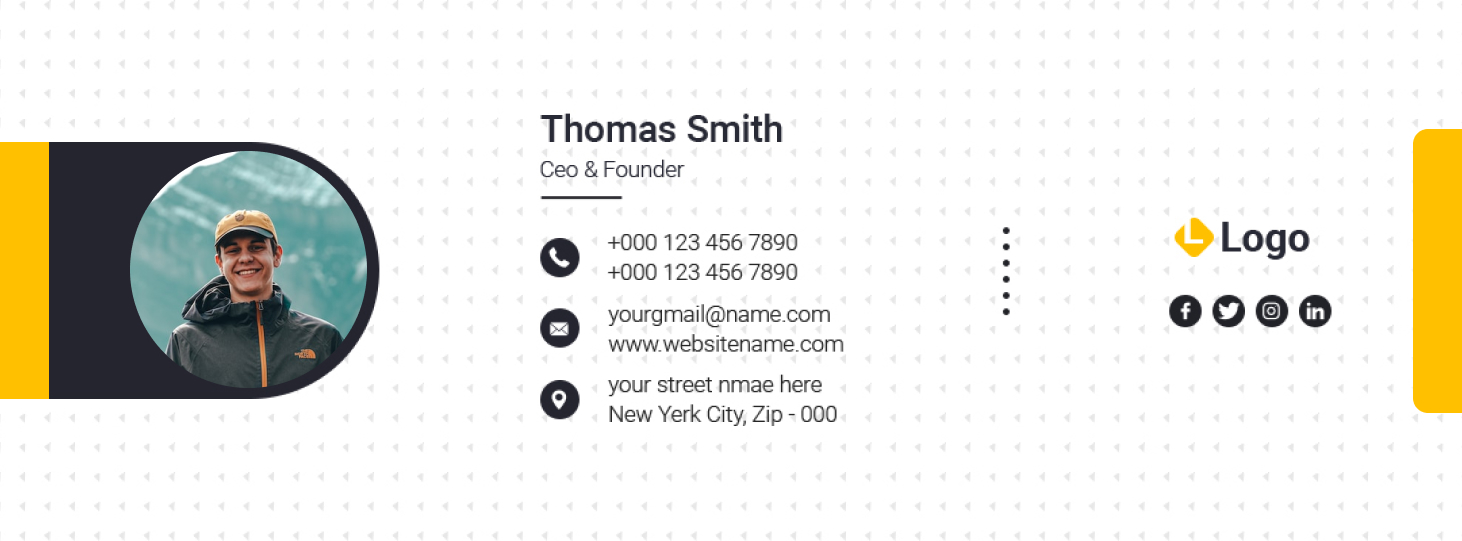 Thomas Smith
Ceo & Founder
+000 123 456 7890
+000 123 456 7890
yourgmail@name.com
www.websitename.com
your street nmae here
New Yerk City, Zip - 000
Logo